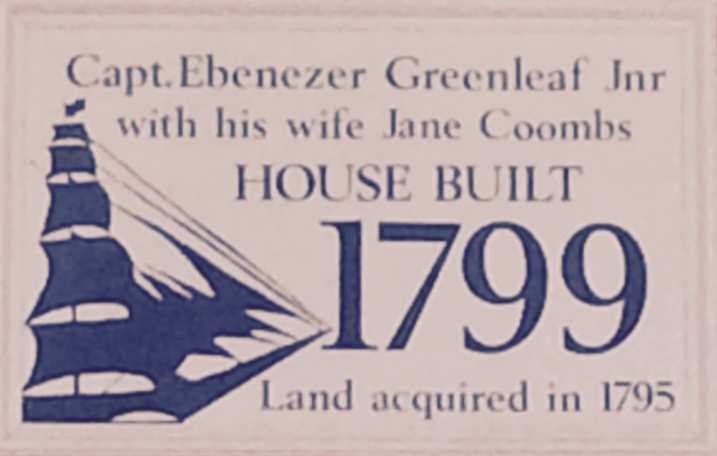 Capt. Ebenezer Greenleaf Jnr
with his wife Jane Coombs
HOUSE BUILT
1799
Land acquired in 1795